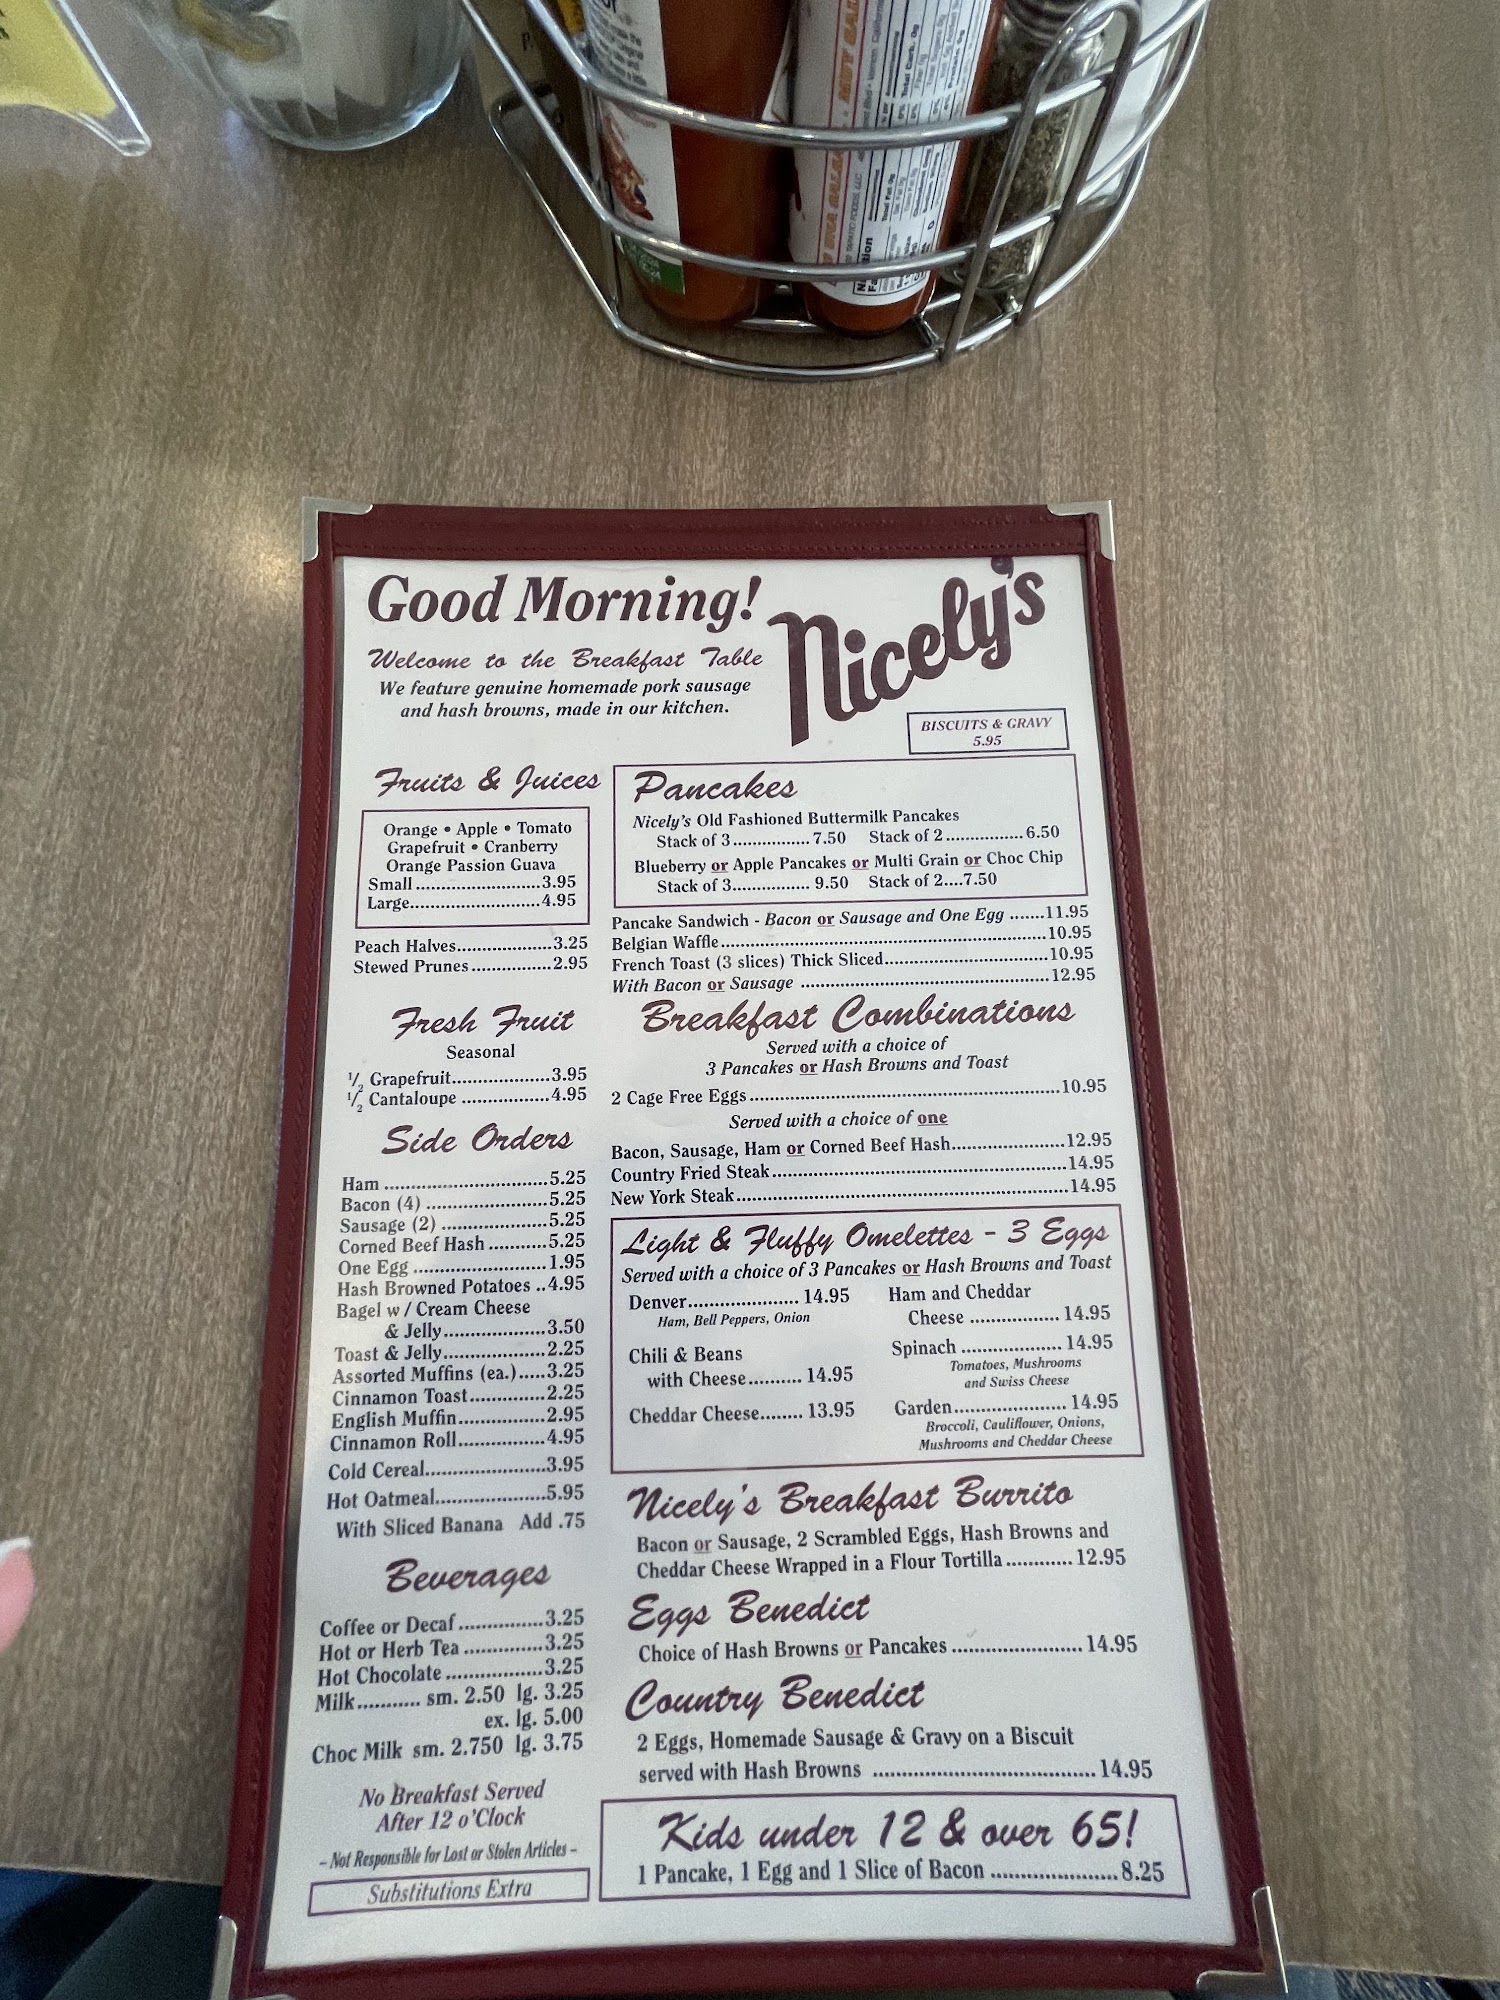 Good Morning!
Nicely's
Welcome to the Breakfast Table
We feature genuine homemade pork sausage
and hash browns, made in our kitchen.
BISCUITS & GRAVY
5.95
Fruits & Juices
Orange • Apple • Tomato
Grapefruit • Cranberry
Orange Passion Guava
Small ........................3.95
Large.........................4.95
Peach Halves...................3.25
Stewed Prunes................2.95
Fresh Fruit
Seasonal
1/2 Grapefruit...................3.95
1/2 Cantaloupe .................4.95
Side Orders
Ham ...............................5.25
Bacon (4) .......................5.25
Sausage (2) ....................5.25
Corned Beef Hash ...........5.25
One Egg .........................1.95
Hash Browned Potatoes ..4.95
Bagel w / Cream Cheese
& Jelly...................3.50
Toast & Jelly...................2.25
Assorted Muffins (ea.).....3.25
Cinnamon Toast..............2.25
English Muffin................2.95
Cinnamon Roll................4.95
Cold Cereal......................3.95
Hot Oatmeal....................5.95
With Sliced Banana Add .75
Beverages
Coffee or Decaf ...............3.25
Hot or Herb Tea ..............3.25
Hot Chocolate .................3.25
Milk........... sm. 2.50 lg. 3.25
ex. lg. 5.00
Choc Milk sm. 2.750 lg. 3.75
No Breakfast Served
After 12 o'Clock
– Not Responsible for Lost or Stolen Articles –
Substitutions Extra
Pancakes
Nicely's Old Fashioned Buttermilk Pancakes
Stack of 3................7.50 Stack of 2................6.50
Blueberry or Apple Pancakes or Multi Grain or Choc Chip
Stack of 3................ 9.50 Stack of 2....7.50
Pancake Sandwich - Bacon or Sausage and One Egg .......11.95
Belgian Waffle..............................................................10.95
French Toast (3 slices) Thick Sliced................................10.95
With Bacon or Sausage ................................................12.95
Breakfast Combinations
Served with a choice of
3 Pancakes or Hash Browns and Toast
2 Cage Free Eggs ...........................................................10.95
Served with a choice of one
Bacon, Sausage, Ham or Corned Beef Hash......................12.95
Country Fried Steak........................................................14.95
New York Steak..............................................................14.95
Light & Fluffy Omelettes - 3 Eggs
Served with a choice of 3 Pancakes or Hash Browns and Toast
Denver...................... 14.95
Ham, Bell Peppers, Onion
Chili & Beans
with Cheese.......... 14.95
Cheddar Cheese........ 13.95
Ham and Cheddar
Cheese ................. 14.95
Spinach ................... 14.95
Tomatoes, Mushrooms
and Swiss Cheese
Garden...................... 14.95
Broccoli, Cauliflower, Onions,
Mushrooms and Cheddar Cheese
Nicely's Breakfast Burrito
Bacon or Sausage, 2 Scrambled Eggs, Hash Browns and
Cheddar Cheese Wrapped in a Flour Tortilla ............12.95
Eggs Benedict
Choice of Hash Browns or Pancakes ........................14.95
Country Benedict
2 Eggs, Homemade Sausage & Gravy on a Biscuit
served with Hash Browns .......................................14.95
Kids under 12 & over 65!
1 Pancake, 1 Egg and 1 Slice of Bacon ......................8.25